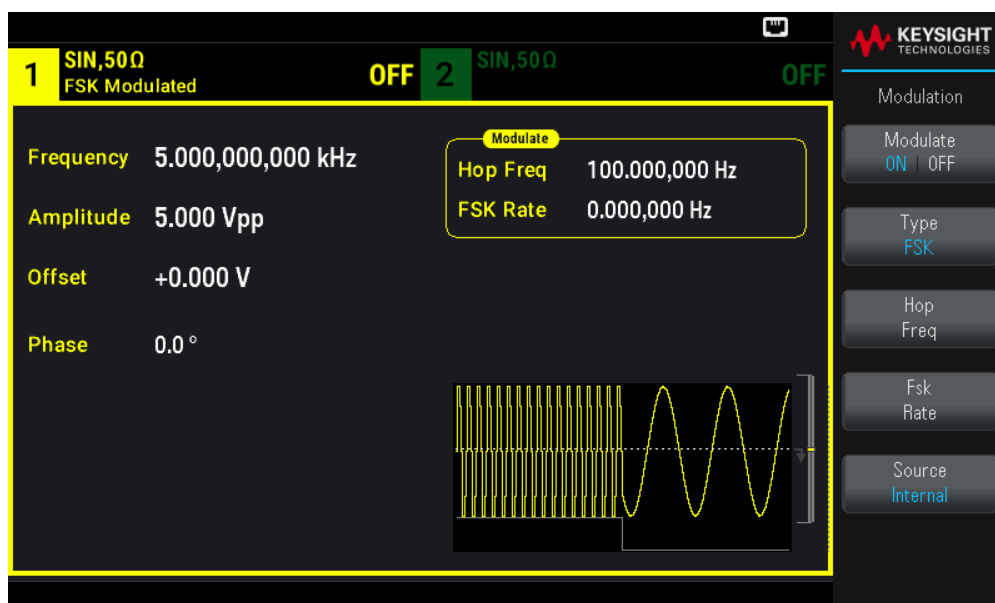 KEYSIGHT
TECHNOLOGIES
1 SIN,50Ω OFF
FSK Modulated
2 SIN,50Ω OFF
Frequency 5.000,000,000 kHz
Amplitude 5.000 Vpp
Offset +0.000 V
Phase 0.0 °
Modulate
Hop Freq 100.000,000 Hz
FSK Rate 0.000,000 Hz
Modulation
Modulate
ON | OFF
Type
FSK
Hop
Freq
Fsk
Rate
Source
Internal